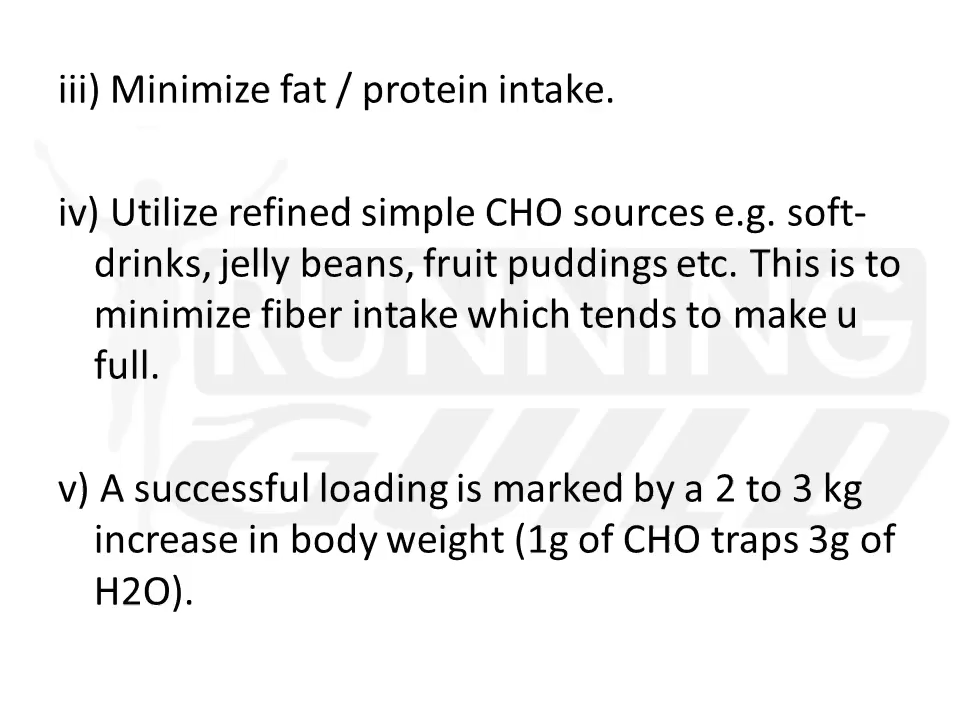 iii) Minimize fat / protein intake.
iv) Utilize refined simple CHO sources e.g. soft-
drinks, jelly beans, fruit puddings etc. This is to
minimize fiber intake which tends to make u
full.
RUNNING
GUILD
v) A successful loading is marked by a 2 to 3 kg
increase in body weight (1g of CHO traps 3g of
H2O).